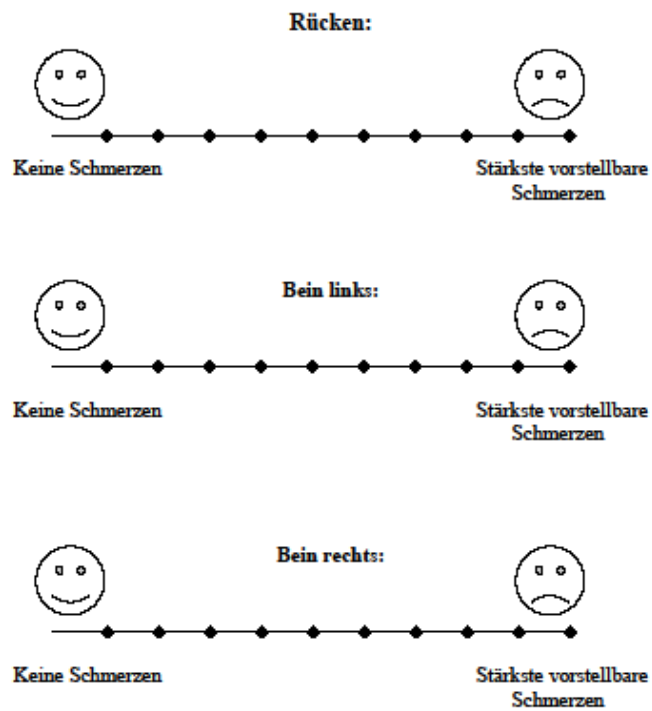 Rücken:
Keine Schmerzen
Stärkste vorstellbare
Schmerzen
Bein links:
Keine Schmerzen
Stärkste vorstellbare
Schmerzen
Bein rechts:
Keine Schmerzen
Stärkste vorstellbare
Schmerzen